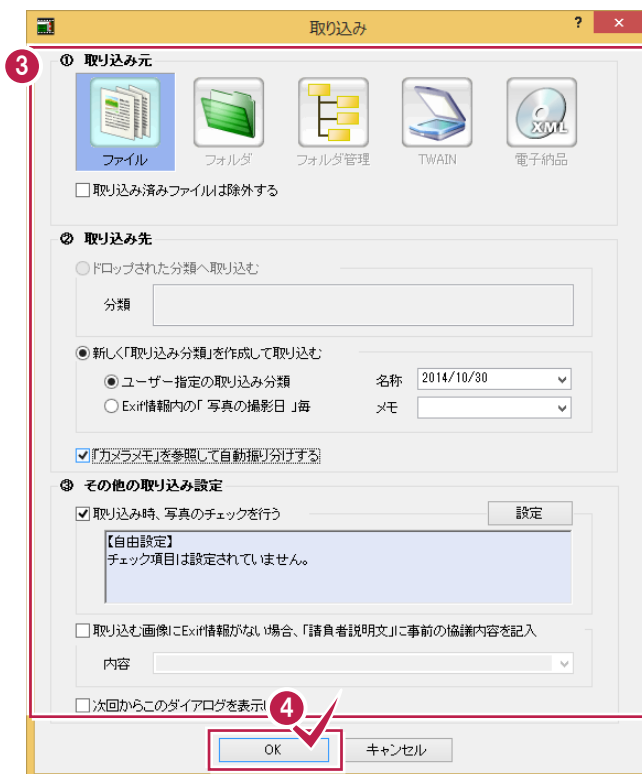 取り込み
? ×
3
① 取り込み元
ファイル フォルダ フォルダ管理 TWAIN 電子納品
XML
取り込み済みファイルは除外する
② 取り込み先
ドロップされた分類へ取り込む
分類
新しく「取り込み分類」を作成して取り込む
ユーザー指定の取り込み分類 名称 2014/10/30
Exif情報内の「 写真の撮影日 」毎 メモ
「カメラメモ」を参照して自動振り分けする
③ その他の取り込み設定
取り込み時、写真のチェックを行う 設定
【自由設定】
チェック項目は設定されていません。
取り込む画像にExif情報がない場合、「請負者説明文」に事前の協議内容を記入
内容
次回からこのダイアログを表示
4
OK キャンセル